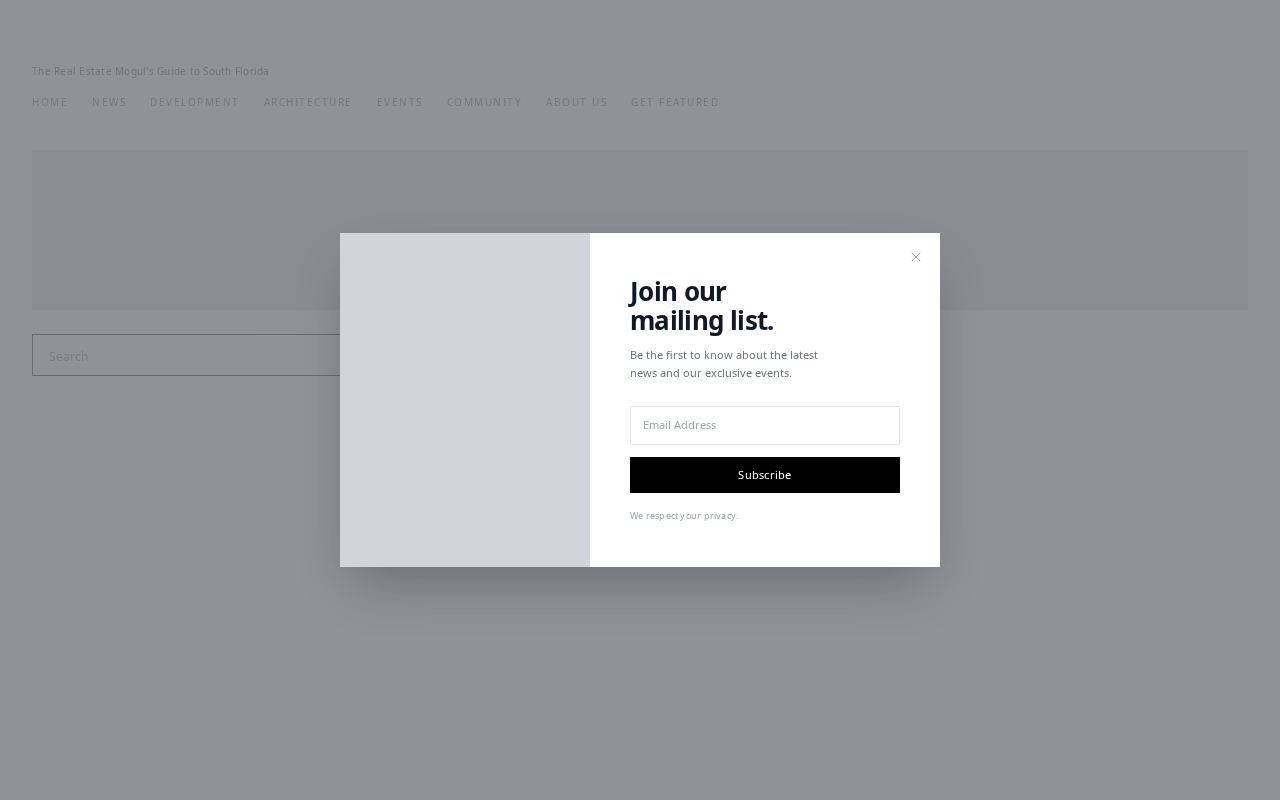 The Real Estate Mogul's Guide to South Florida
HOME NEWS DEVELOPMENT ARCHITECTURE EVENTS COMMUNITY ABOUT US GET FEATURED
Search
Join our
mailing list.
Be the first to know about the latest
news and our exclusive events.
Email Address
Subscribe
We respect your privacy.